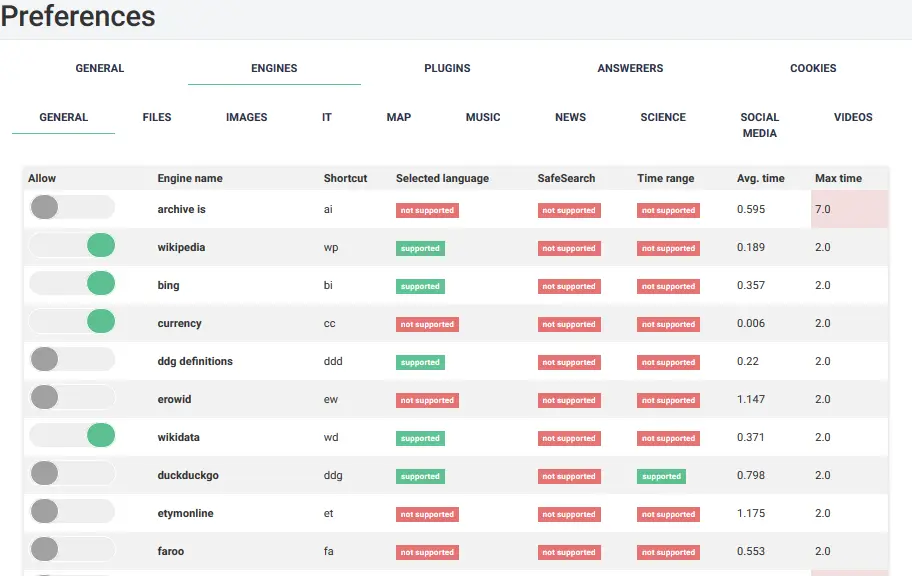 Preferences
GENERAL ENGINES PLUGINS ANSWERERS COOKIES
GENERAL FILES IMAGES IT MAP MUSIC NEWS SCIENCE SOCIAL MEDIA VIDEOS
Allow Engine name Shortcut Selected language SafeSearch Time range Avg. time Max time
archive is ai not supported not supported not supported 0.595 7.0
wikipedia wp supported not supported not supported 0.189 2.0
bing bi supported not supported not supported 0.357 2.0
currency cc not supported not supported not supported 0.006 2.0
ddg definitions ddd supported not supported not supported 0.22 2.0
erowid ew not supported not supported not supported 1.147 2.0
wikidata wd supported not supported not supported 0.371 2.0
duckduckgo ddg supported not supported supported 0.798 2.0
etymonline et not supported not supported not supported 1.175 2.0
faroo fa not supported not supported not supported 0.553 2.0